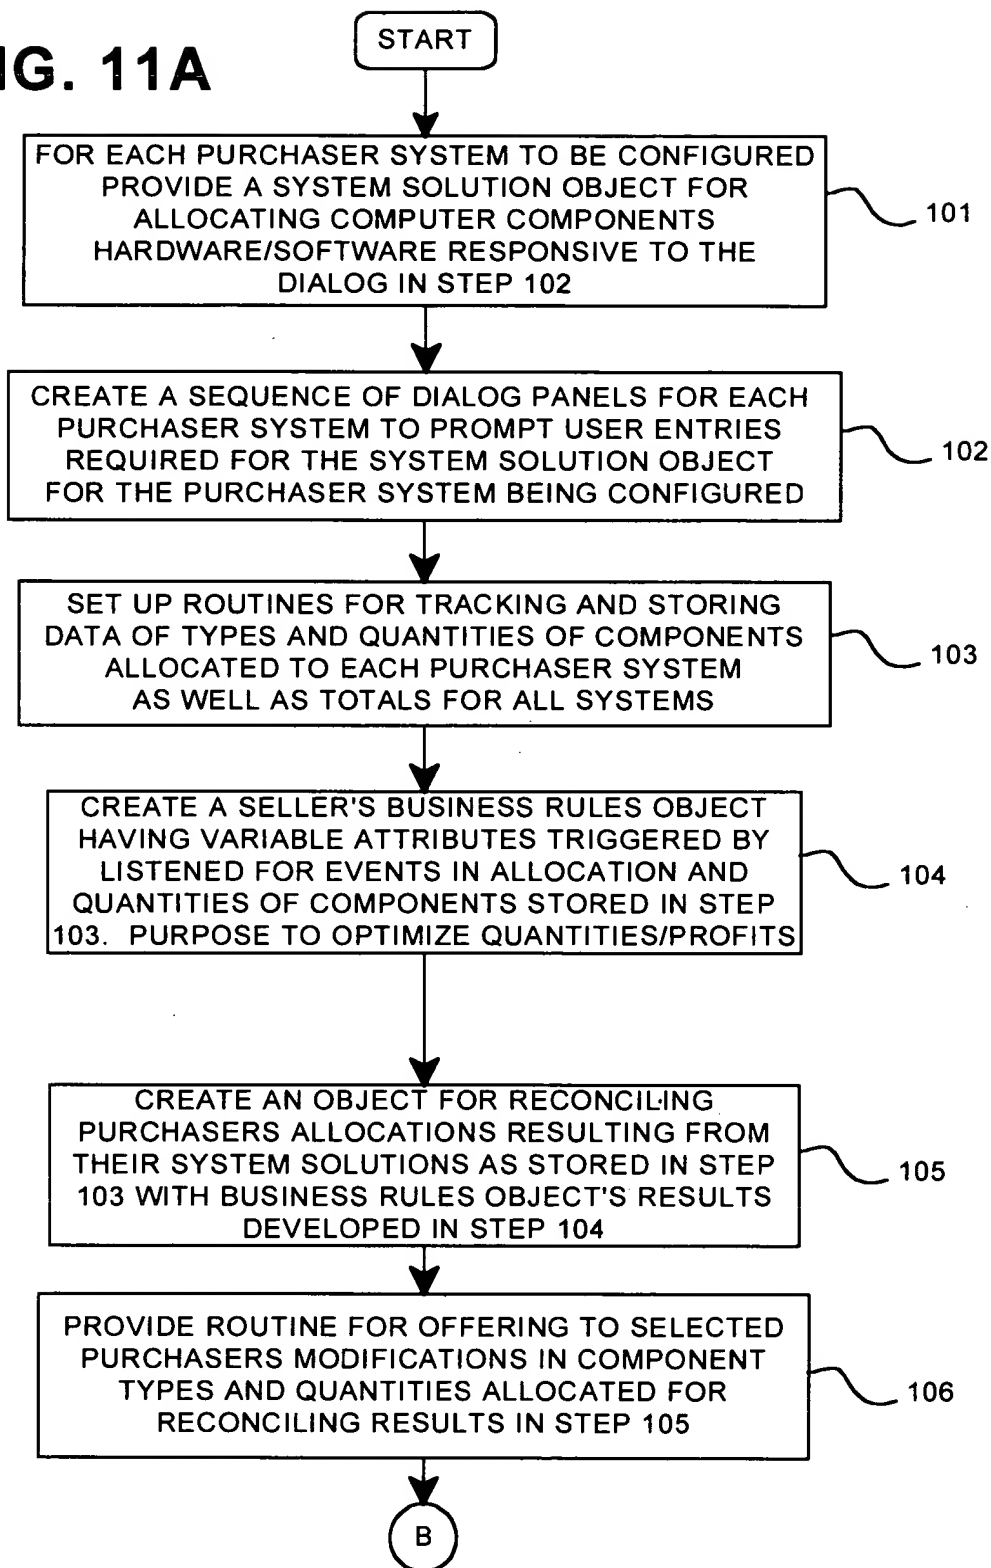 IG. 11A
START
FOR EACH PURCHASER SYSTEM TO BE CONFIGURED
PROVIDE A SYSTEM SOLUTION OBJECT FOR
ALLOCATING COMPUTER COMPONENTS
HARDWARE/SOFTWARE RESPONSIVE TO THE
DIALOG IN STEP 102
101
CREATE A SEQUENCE OF DIALOG PANELS FOR EACH
PURCHASER SYSTEM TO PROMPT USER ENTRIES
REQUIRED FOR THE SYSTEM SOLUTION OBJECT
FOR THE PURCHASER SYSTEM BEING CONFIGURED
102
SET UP ROUTINES FOR TRACKING AND STORING
DATA OF TYPES AND QUANTITIES OF COMPONENTS
ALLOCATED TO EACH PURCHASER SYSTEM
AS WELL AS TOTALS FOR ALL SYSTEMS
103
CREATE A SELLER'S BUSINESS RULES OBJECT
HAVING VARIABLE ATTRIBUTES TRIGGERED BY
LISTENED FOR EVENTS IN ALLOCATION AND
QUANTITIES OF COMPONENTS STORED IN STEP
103. PURPOSE TO OPTIMIZE QUANTITIES/PROFITS
104
CREATE AN OBJECT FOR RECONCILING
PURCHASERS ALLOCATIONS RESULTING FROM
THEIR SYSTEM SOLUTIONS AS STORED IN STEP
103 WITH BUSINESS RULES OBJECT'S RESULTS
DEVELOPED IN STEP 104
105
PROVIDE ROUTINE FOR OFFERING TO SELECTED
PURCHASERS MODIFICATIONS IN COMPONENT
TYPES AND QUANTITIES ALLOCATED FOR
RECONCILING RESULTS IN STEP 105
106
B